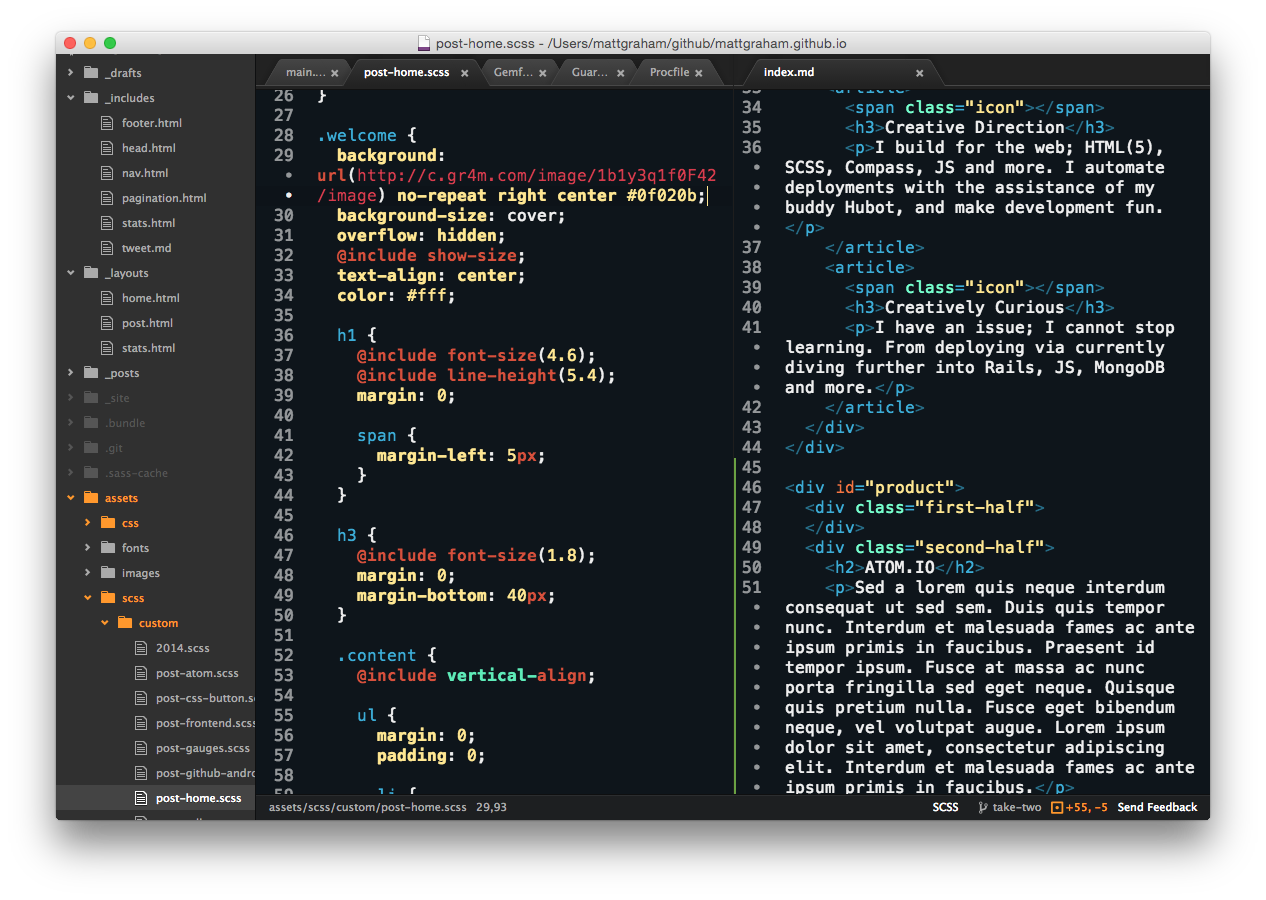 post-home.scss - /Users/mattgraham/github/mattgraham.github.io
_drafts
_includes
footer.html
head.html
nav.html
pagination.html
stats.html
tweet.md
_layouts
home.html
post.html
stats.html
_posts
_site
.bundle
.git
.sass-cache
assets
css
fonts
images
scss
custom
2014.scss
post-atom.scss
post-css-button.s
post-frontend.scss
post-gauges.scss
post-github-andro
post-home.scss
main.... ×
post-home.scss ×
Gemf... ×
Guar... ×
Procfile ×
26 }
27
28 .welcome {
29 background:
• url(http://c.gr4m.com/image/1b1y3q1f0F42
• /image) no-repeat right center #0f020b;
30 background-size: cover;
31 overflow: hidden;
32 @include show-size;
33 text-align: center;
34 color: #fff;
35
36 h1 {
37 @include font-size(4.6);
38 @include line-height(5.4);
39 margin: 0;
40
41 span {
42 margin-left: 5px;
43 }
44 }
45
46 h3 {
47 @include font-size(1.8);
48 margin: 0;
49 margin-bottom: 40px;
50 }
51
52 .content {
53 @include vertical-align;
54
55 ul {
56 margin: 0;
57 padding: 0;
58
59 li {
index.md ×
33 <article>
34 <span class="icon"></span>
35 <h3>Creative Direction</h3>
36 <p>I build for the web; HTML(5),
• SCSS, Compass, JS and more. I automate
• deployments with the assistance of my
• buddy Hubot, and make development fun.
• </p>
37 </article>
38 <article>
39 <span class="icon"></span>
40 <h3>Creatively Curious</h3>
41 <p>I have an issue; I cannot stop
• learning. From deploying via currently
• diving further into Rails, JS, MongoDB
• and more.</p>
42 </article>
43 </div>
44 </div>
45
46 <div id="product">
47 <div class="first-half">
48 </div>
49 <div class="second-half">
50 <h2>ATOM.IO</h2>
51 <p>Sed a lorem quis neque interdum
• consequat ut sed sem. Duis quis tempor
• nunc. Interdum et malesuada fames ac ante
• ipsum primis in faucibus. Praesent id
• tempor ipsum. Fusce at massa ac nunc
• porta fringilla sed eget neque. Quisque
• quis pretium nulla. Fusce eget bibendum
• neque, vel volutpat augue. Lorem ipsum
• dolor sit amet, consectetur adipiscing
• elit. Interdum et malesuada fames ac ante
• ipsum primis in faucibus.</p>
assets/scss/custom/post-home.scss 29,93
SCSS
take-two
+55, -5
Send Feedback